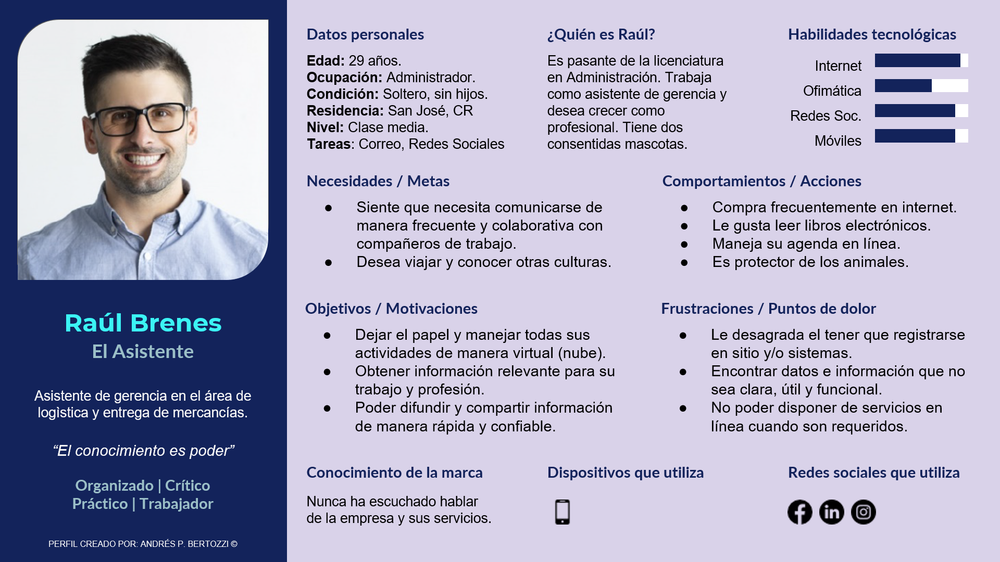 Raúl Brenes
El Asistente
Asistente de gerencia en el área de
logìstica y entrega de mercancías.
“El conocimiento es poder”
Organizado | Crítico
Práctico | Trabajador
PERFIL CREADO POR: ANDRÉS P. BERTOZZI ©
Datos personales
Edad: 29 años.
Ocupación: Administrador.
Condición: Soltero, sin hijos.
Residencia: San José, CR
Nivel: Clase media.
Tareas: Correo, Redes Sociales
¿Quién es Raúl?
Es pasante de la licenciatura
en Administración. Trabaja
como asistente de gerencia y
desea crecer como
profesional. Tiene dos
consentidas mascotas.
Habilidades tecnológicas
Internet
Ofimática
Redes Soc.
Móviles
Necesidades / Metas
● Siente que necesita comunicarse de
manera frecuente y colaborativa con
compañeros de trabajo.
● Desea viajar y conocer otras culturas.
Comportamientos / Acciones
● Compra frecuentemente en internet.
● Le gusta leer libros electrónicos.
● Maneja su agenda en línea.
● Es protector de los animales.
Objetivos / Motivaciones
● Dejar el papel y manejar todas sus
actividades de manera virtual (nube).
● Obtener información relevante para su
trabajo y profesión.
● Poder difundir y compartir información
de manera rápida y confiable.
Frustraciones / Puntos de dolor
● Le desagrada el tener que registrarse
en sitio y/o sistemas.
● Encontrar datos e información que no
sea clara, útil y funcional.
● No poder disponer de servicios en
línea cuando son requeridos.
Conocimiento de la marca
Nunca ha escuchado hablar
de la empresa y sus servicios.
Dispositivos que utiliza
Redes sociales que utiliza